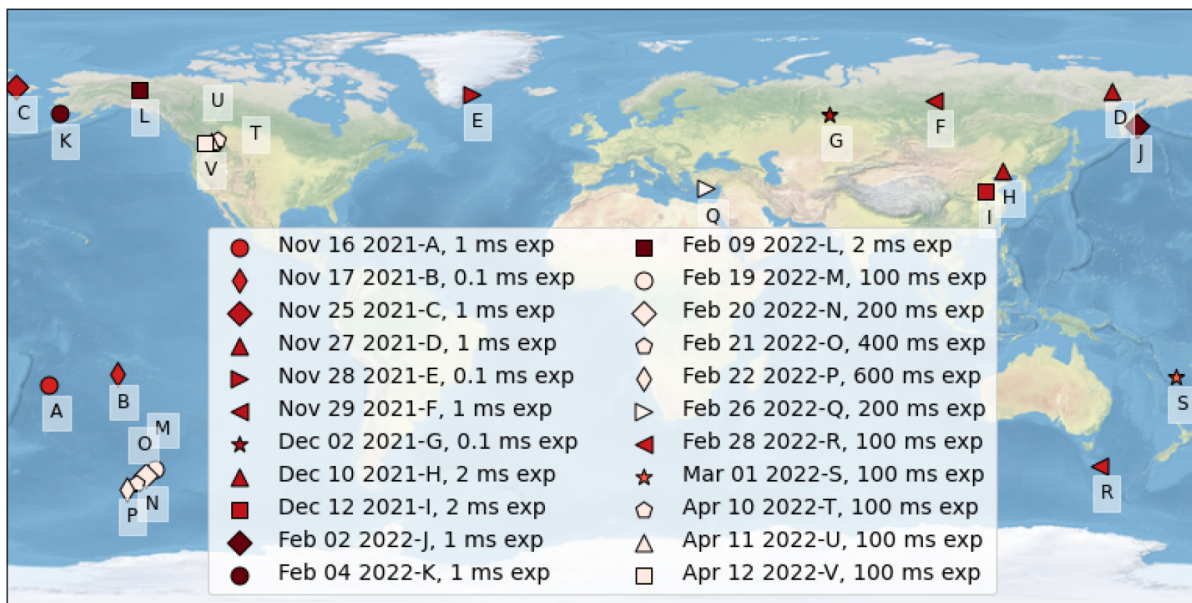 C
K
L
U
T
V
E
G
F
D
J
H
I
Q
Nov 16 2021-A, 1 ms exp
Nov 17 2021-B, 0.1 ms exp
Nov 25 2021-C, 1 ms exp
Nov 27 2021-D, 1 ms exp
Nov 28 2021-E, 0.1 ms exp
Nov 29 2021-F, 1 ms exp
Dec 02 2021-G, 0.1 ms exp
Dec 10 2021-H, 2 ms exp
Dec 12 2021-I, 2 ms exp
Feb 02 2022-J, 1 ms exp
Feb 04 2022-K, 1 ms exp
Feb 09 2022-L, 2 ms exp
Feb 19 2022-M, 100 ms exp
Feb 20 2022-N, 200 ms exp
Feb 21 2022-O, 400 ms exp
Feb 22 2022-P, 600 ms exp
Feb 26 2022-Q, 200 ms exp
Feb 28 2022-R, 100 ms exp
Mar 01 2022-S, 100 ms exp
Apr 10 2022-T, 100 ms exp
Apr 11 2022-U, 100 ms exp
Apr 12 2022-V, 100 ms exp
A
B
M
O
N
P
S
R